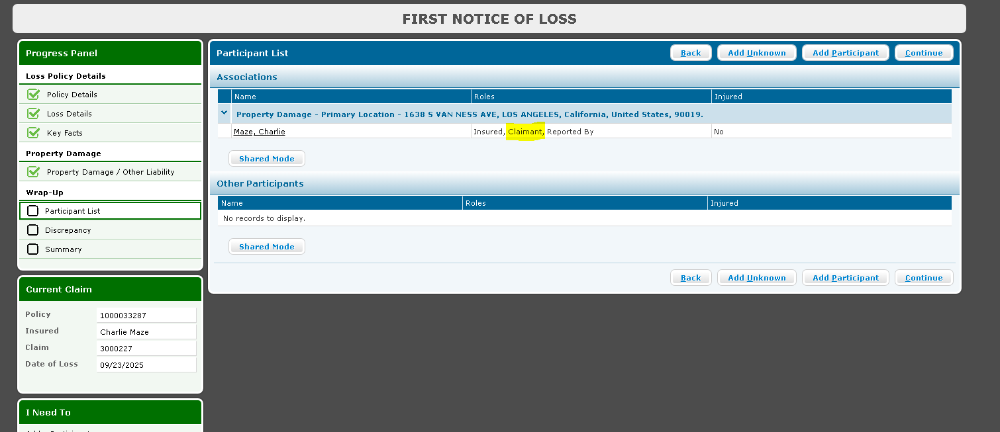 FIRST NOTICE OF LOSS
Progress Panel
Loss Policy Details
Policy Details
Loss Details
Key Facts
Property Damage
Property Damage / Other Liability
Wrap-Up
Participant List
Discrepancy
Summary
Current Claim
Policy 1000033287
Insured Charlie Maze
Claim 3000227
Date of Loss 09/23/2025
I Need To
Participant List Back Add Unknown Add Participant Continue
Associations
Name Roles Injured
Property Damage - Primary Location - 1638 S VAN NESS AVE, LOS ANGELES, California, United States, 90019.
Maze, Charlie Insured, Claimant, Reported By No
Shared Mode
Other Participants
Name Roles Injured
No records to display.
Shared Mode
Back Add Unknown Add Participant Continue